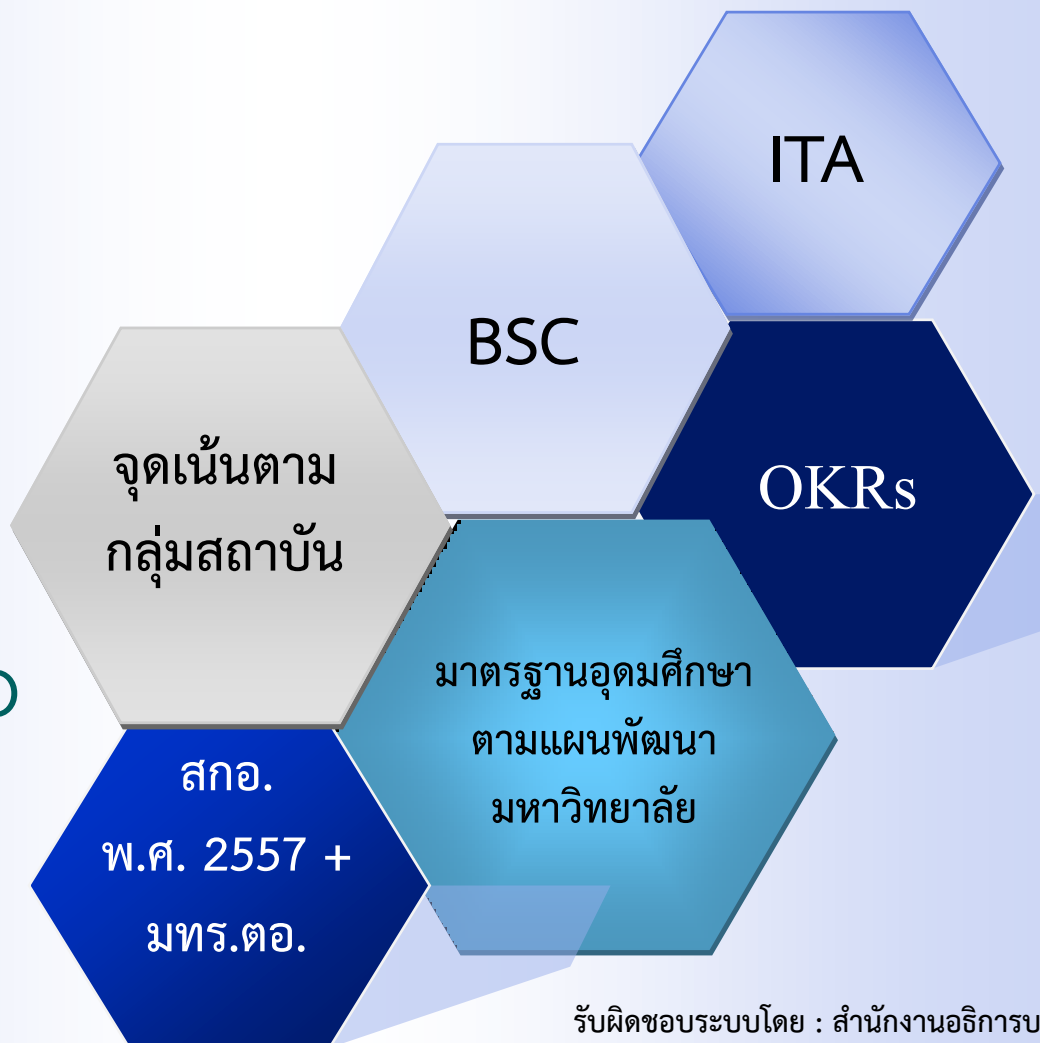 ITA
BSC
OKRs
จุดเน้นตาม
กลุ่มสถาบัน
มาตรฐานอุดมศึกษา
ตามแผนพัฒนา
มหาวิทยาลัย
สกอ.
พ.ศ. 2557 +
มทร.ตอ.
รับผิดชอบระบบโดย : สำนักงานอธิการบ